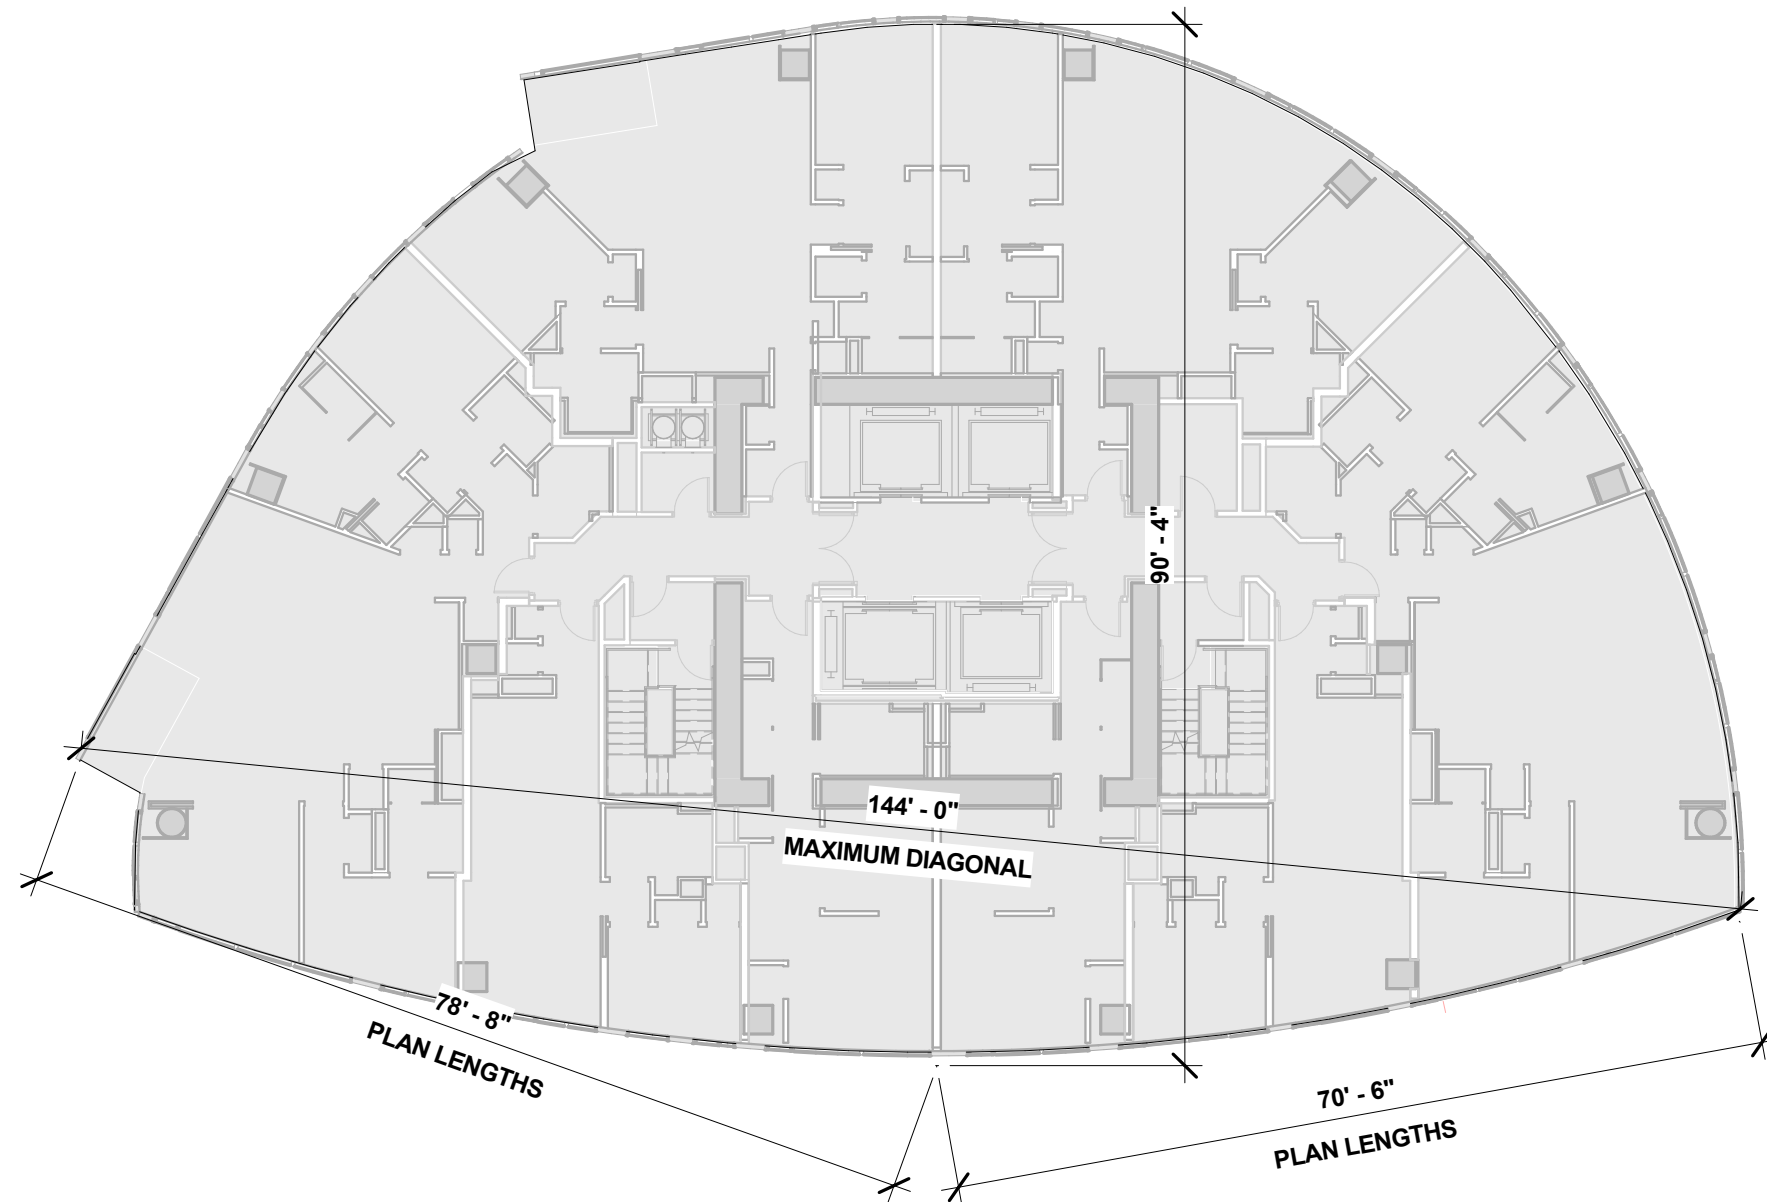 90' - 4"
144' - 0"
MAXIMUM DIAGONAL
78' - 8"
PLAN LENGTHS
70' - 6"
PLAN LENGTHS